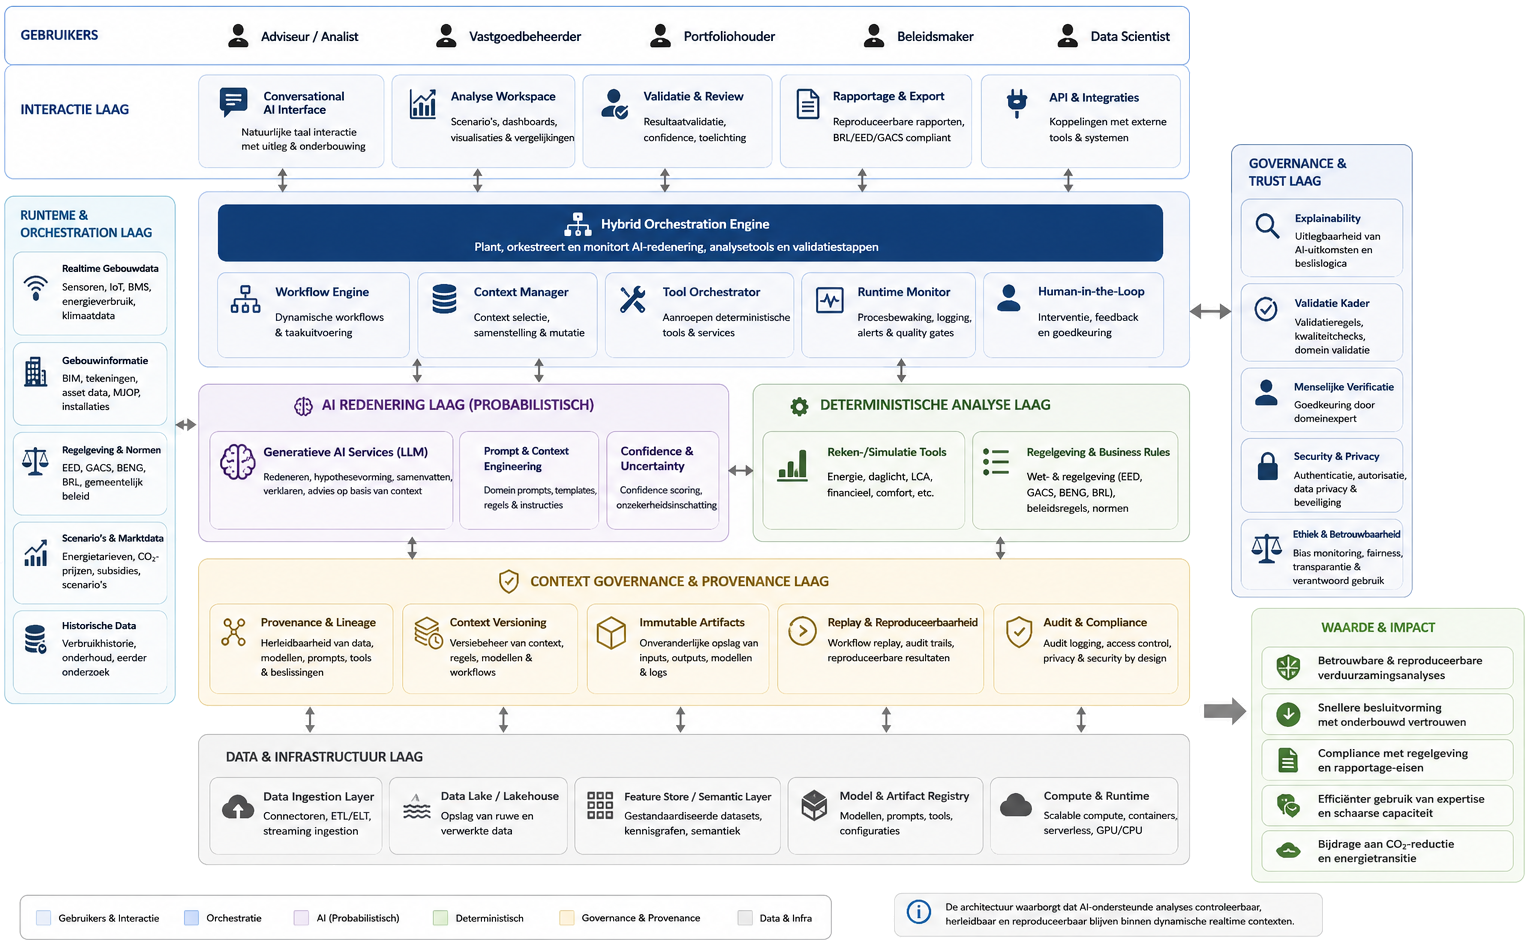 GEBRUIKERS
Adviseur / Analist
Vastgoedbeheerder
Portfoliohouder
Beleidsmaker
Data Scientist
INTERACTIE LAAG
Conversational
AI Interface
Natuurlijke taal interactie
met uitleg & onderbouwing
Analyse Workspace
Scenario's, dashboards,
visualisaties & vergelijkingen
Validatie & Review
Resultaatvalidatie,
confidence, toelichting
Rapportage & Export
Reproduceerbare rapporten,
BRL/EED/GACS compliant
API & Integraties
Koppelingen met externe
tools & systemen
RUNTEME &
ORCHESTRATION LAAG
Realtime Gebouwdata
Sensoren, IoT, BMS,
energieverbruik,
klimaatdata
Gebouwinformatie
BIM, tekeningen,
asset data, MJOP,
installaties
Regelgeving & Normen
EED, GACS, BENG,
BRL, gemeentelijk
beleid
Scenario's & Marktdata
Energietarieven, CO₂-
prijzen, subsidies,
scenario's
Historische Data
Verbruikhistorie,
onderhoud, eerder
onderzoek
Hybrid Orchestration Engine
Plant, orkestreert en monitort AI-redenering, analysetools en validatiestappen
Workflow Engine
Dynamische workflows
& taakuitvoering
Context Manager
Context selectie,
samenstelling & mutatie
Tool Orchestrator
Aanroepen deterministische
tools & services
Runtime Monitor
Procesbewaking, logging,
alerts & quality gates
Human-in-the-Loop
Interventie, feedback
en goedkeuring
AI REDENERING LAAG (PROBABILISTISCH)
Generatieve AI Services (LLM)
Redeneren, hypothesevorming, samenvatten,
verklaren, advies op basis van context
Prompt & Context
Engineering
Domein prompts, templates,
regels & instructies
Confidence &
Uncertainty
Confidence scoring,
onzekerheidsinschatting
DETERMINISTISCHE ANALYSE LAAG
Reken-/Simulatie Tools
Energie, daglicht, LCA,
financieel, comfort, etc.
Regelgeving & Business Rules
Wet- & regelgeving (EED,
GACS, BENG, BRL),
beleidsregels, normen
CONTEXT GOVERNANCE & PROVENANCE LAAG
Provenance & Lineage
Herleidbaarheid van data,
modellen, prompts, tools
& beslissingen
Context Versioning
Versiebeheer van context,
regels, modellen &
workflows
Immutable Artifacts
Onveranderlijke opslag van
inputs, outputs, modellen
& logs
Replay & Reproduceerbaarheid
Workflow replay, audit trails,
reproduceerbare resultaten
Audit & Compliance
Audit logging, access control,
privacy & security by design
DATA & INFRASTRUCTUUR LAAG
Data Ingestion Layer
Connectoren, ETL/ELT,
streaming ingestion
Data Lake / Lakehouse
Opslag van ruwe en
verwerkte data
Feature Store / Semantic Layer
Gestandaardiseerde datasets,
kennisgrafen, semantiek
Model & Artifact Registry
Modellen, prompts, tools,
configuraties
Compute & Runtime
Scalable compute, containers,
serverless, GPU/CPU
GOVERNANCE &
TRUST LAAG
Explainability
Uitlegbaarheid van
AI-uitkomsten en
beslislogica
Validatie Kader
Validatieregels,
kwaliteitchecks,
domein validatie
Menselijke Verificatie
Goedkeuring door
domeinexpert
Security & Privacy
Authenticatie, autorisatie,
data privacy &
beveiliging
Ethiek & Betrouwbaarheid
Bias monitoring, fairness,
transparantie &
verantwoord gebruik
WAARDE & IMPACT
Betrouwbare & reproduceerbare
verduurzamingsanalyses
Snellere besluitvorming
met onderbouwd vertrouwen
Compliance met regelgeving
en rapportage-eisen
Efficiënter gebruik van expertise
en schaarse capaciteit
Bijdrage aan CO₂-reductie
en energietransitie
Gebruikers & Interactie
Orchestratie
AI (Probabilistisch)
Deterministisch
Governance & Provenance
Data & Infra
De architectuur waarborgt dat AI-ondersteunde analyses controleerbaar,
herleidbaar en reproduceerbaar blijven binnen dynamische realtime contexten.